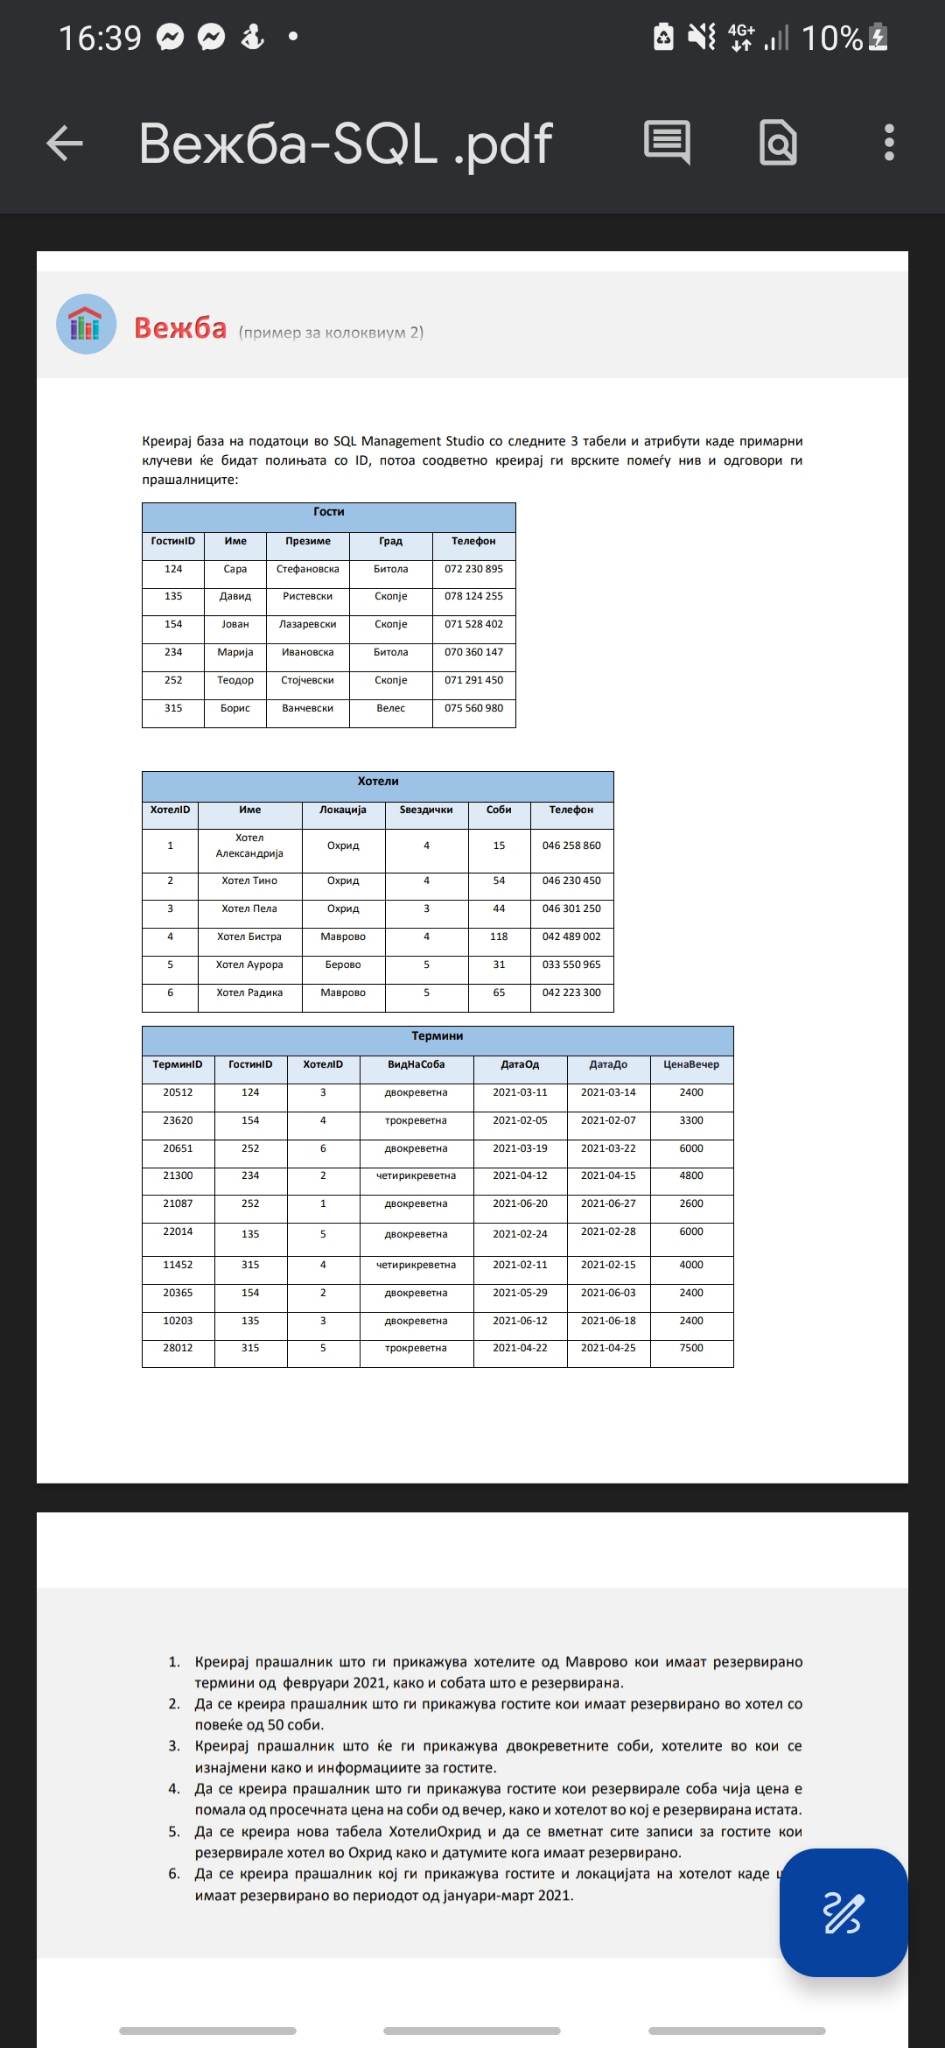 16:39
4G+ 10%
Вежба-SQL .pdf
Вежба (пример за колоквиум 2)
Креирај база на податоци во SQL Management Studio со следните 3 табели и атрибути каде примарни
клучеви ќе бидат полињата со ID, потоа соодветно креирај ги врските помеѓу нив и одговори ги
прашалниците:
Гости
ГостинID Име Презиме Град Телефон
124 Сара Стефановска Битола 072 230 895
135 Давид Ристевски Скопје 078 124 255
154 Јован Лазаревски Скопје 071 528 402
234 Марија Ивановска Битола 070 360 147
252 Теодор Стојчевски Скопје 071 291 450
315 Борис Ванчевски Велес 075 560 980
Хотели
ХотелID Име Локација Ѕвездички Соби Телефон
1 Хотел Александрија Охрид 4 15 046 258 860
2 Хотел Тино Охрид 4 54 046 230 450
3 Хотел Пела Охрид 3 44 046 301 250
4 Хотел Бистра Маврово 4 118 042 489 002
5 Хотел Аурора Берово 5 31 033 550 965
6 Хотел Радика Маврово 5 65 042 223 300
Термини
ТерминID ГостинID ХотелID ВидНаСоба ДатаОд ДатаДо ЦенаВечер
20512 124 3 двокреветна 2021-03-11 2021-03-14 2400
23620 154 4 трокреветна 2021-02-05 2021-02-07 3300
20651 252 6 двокреветна 2021-03-19 2021-03-22 6000
21300 234 2 четирикреветна 2021-04-12 2021-04-15 4800
21087 252 1 двокреветна 2021-06-20 2021-06-27 2600
22014 135 5 двокреветна 2021-02-24 2021-02-28 6000
11452 315 4 четирикреветна 2021-02-11 2021-02-15 4000
20365 154 2 двокреветна 2021-05-29 2021-06-03 2400
10203 135 3 двокреветна 2021-06-12 2021-06-18 2400
28012 315 5 трокреветна 2021-04-22 2021-04-25 7500
1. Креирај прашалник што ги прикажува хотелите од Маврово кои имаат резервирано
термини од февруари 2021, како и собата што е резервирана.
2. Да се креира прашалник што ги прикажува гостите кои имаат резервирано во хотел со
повеќе од 50 соби.
3. Креирај прашалник што ќе ги прикажува двокреветните соби, хотелите во кои се
изнајмени како и информациите за гостите.
4. Да се креира прашалник што ги прикажува гостите кои резервирале соба чија цена е
помала од просечната цена на соби од вечер, како и хотелот во кој е резервирана истата.
5. Да се креира нова табела ХотелиОхрид и да се вметнат сите записи за гостите кои
резервирале хотел во Охрид како и датумите кога имаат резервирано.
6. Да се креира прашалник кој ги прикажува гостите и локацијата на хотелот каде
имаат резервирано во периодот од јануари-март 2021.